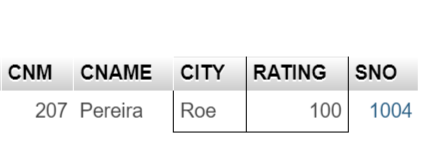 CNM CNAME CITY RATING SNO
207 Pereira Roe 100 1004